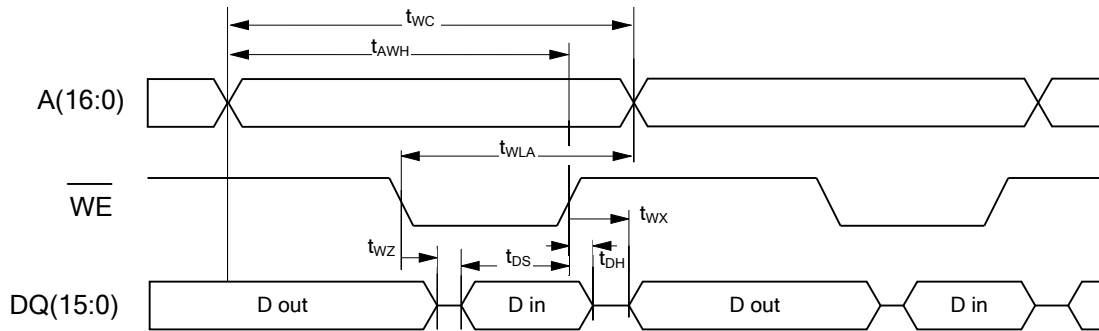 tWC
tAWH
A(16:0)
tWLA
WE
tWX
tWZ
tDS
tDH
DQ(15:0)
D out
D in
D out
D in